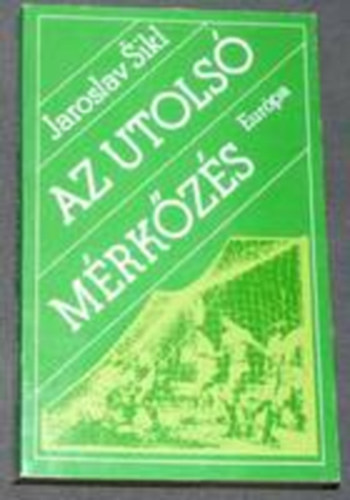 Jaroslav Šikl
AZ UTOLSÓ
MÉRKŐZÉS
Európa